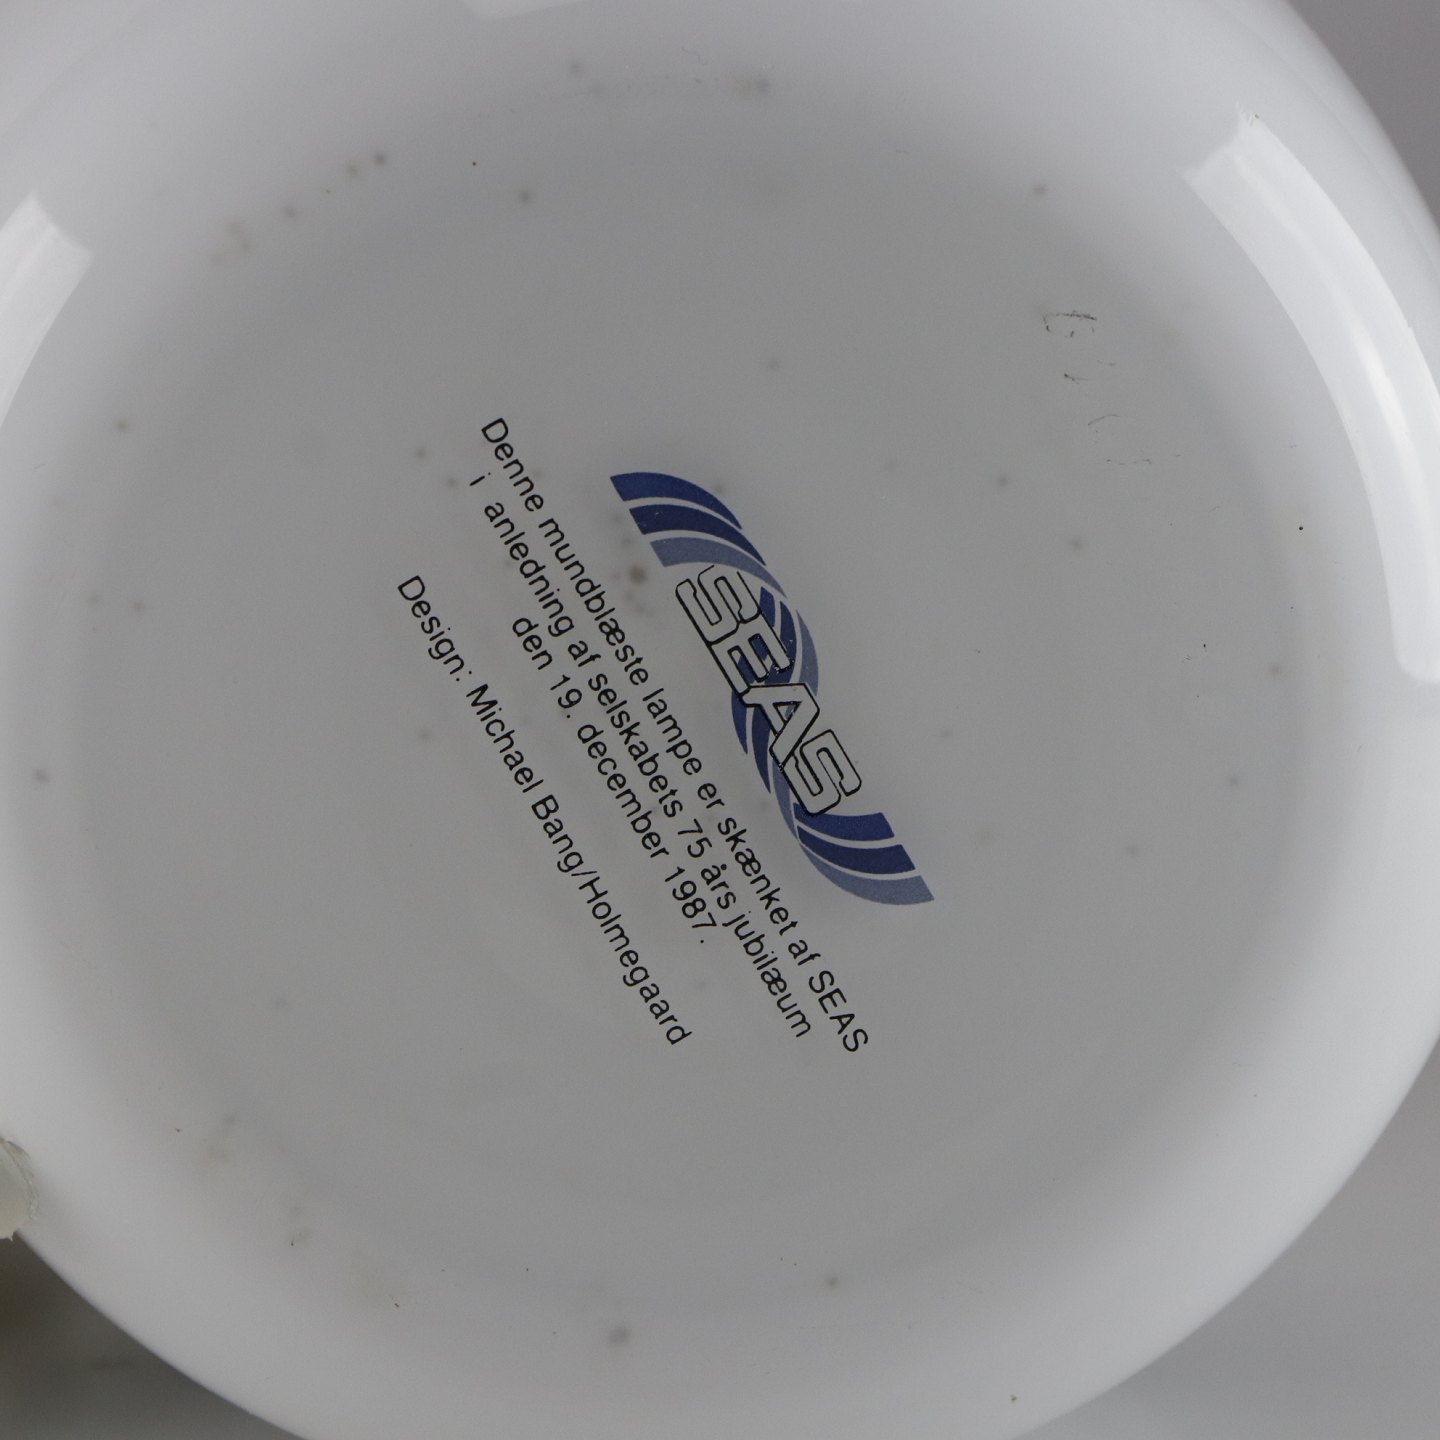 SEAS
Denne mundblæste lampe er skænket af SEAS
i anledning af selskabets 75 års jubilæum
den 19. december 1987.
Design: Michael Bang/Holmegaard